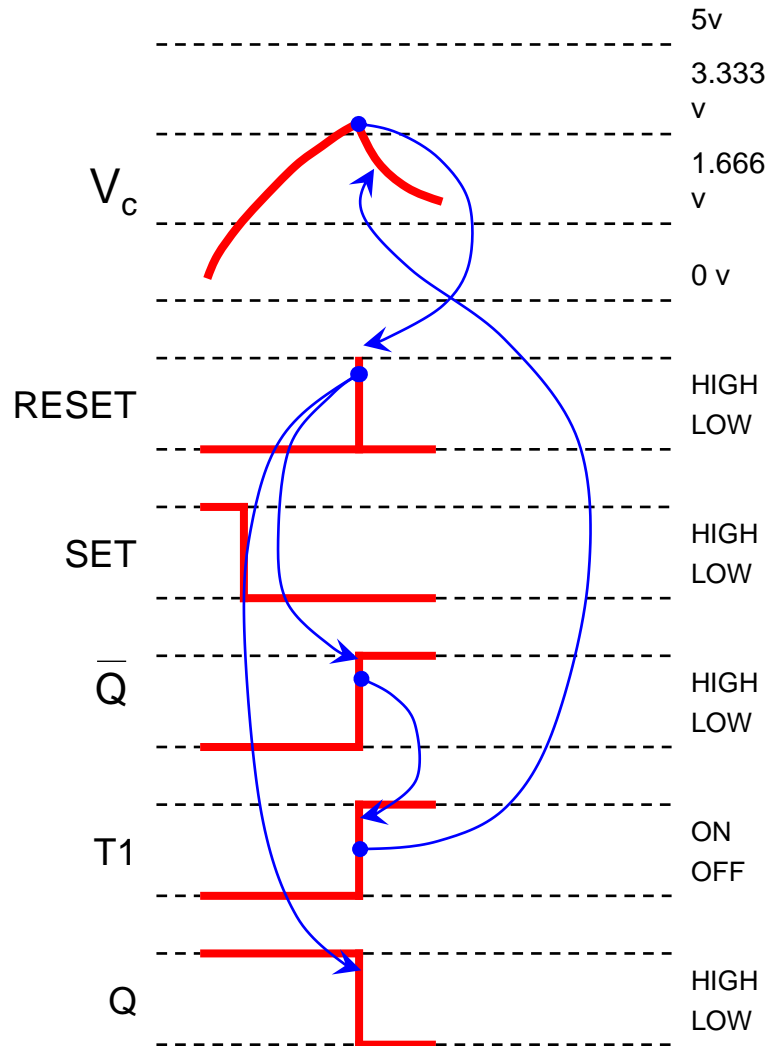 5v
3.333
v
1.666
v
0 v
Vc
RESET
HIGH
LOW
SET
HIGH
LOW
Q̅
HIGH
LOW
T1
ON
OFF
Q
HIGH
LOW